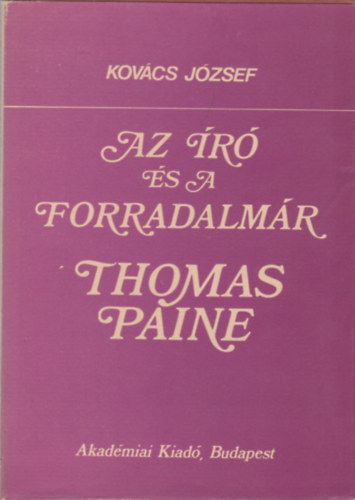 KOVÁCS JÓZSEF
AZ ÍRÓ
ÉS A
FORRADALMÁR
THOMAS
PAINE
Akadémiai Kiadó, Budapest